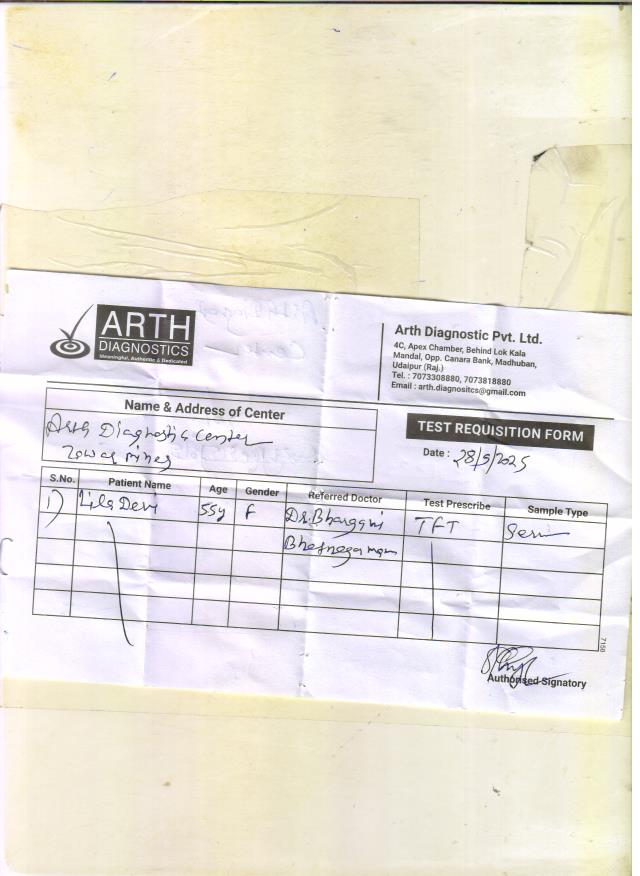 ARTH
DIAGNOSTICS
Meaningful, Authentic & Dedicated
Arth Diagnostic Pvt. Ltd.
4C, Apex Chamber, Behind Lok Kala
Mandal, Opp. Canara Bank, Madhuban,
Udaipur (Raj.)
Tel. : 7073308880, 7073818880
Email : arth.diagnositcs@gmail.com
Name & Address of Center
Arth Diagnostic Center
Zowar
TEST REQUISITION FORM
Date : 28/5/2025
S.No. Patient Name Age Gender Referred Doctor Test Prescribe Sample Type
1) Lila Devi 55y F Dr. Bhargavi TFT
7150
Authorised Signatory